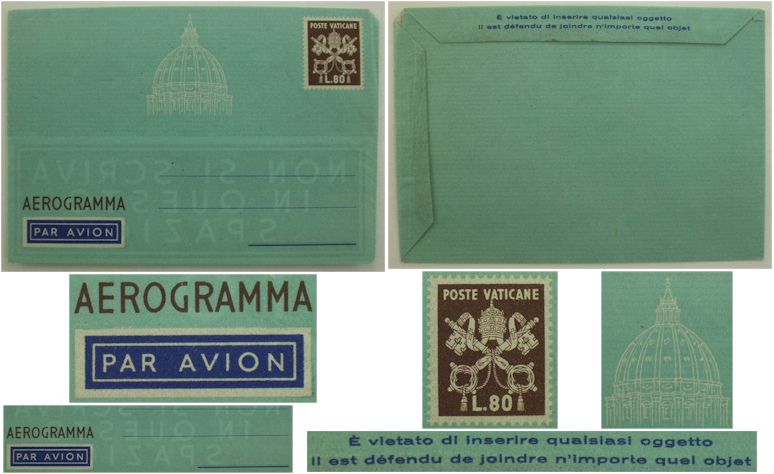 L.80
NON SI SCRIVA
IN QUESTO
SPAZIO
AEROGRAMMA
PAR AVION
È vietato di inserire qualsiasi oggetto
Il est défendu de joindre n'importe quel objet
AEROGRAMMA
PAR AVION
POSTE VATICANE
L.80
AEROGRAMMA
PAR AVION
È vietato di inserire qualsiasi oggetto
Il est défendu de joindre n'importe quel objet